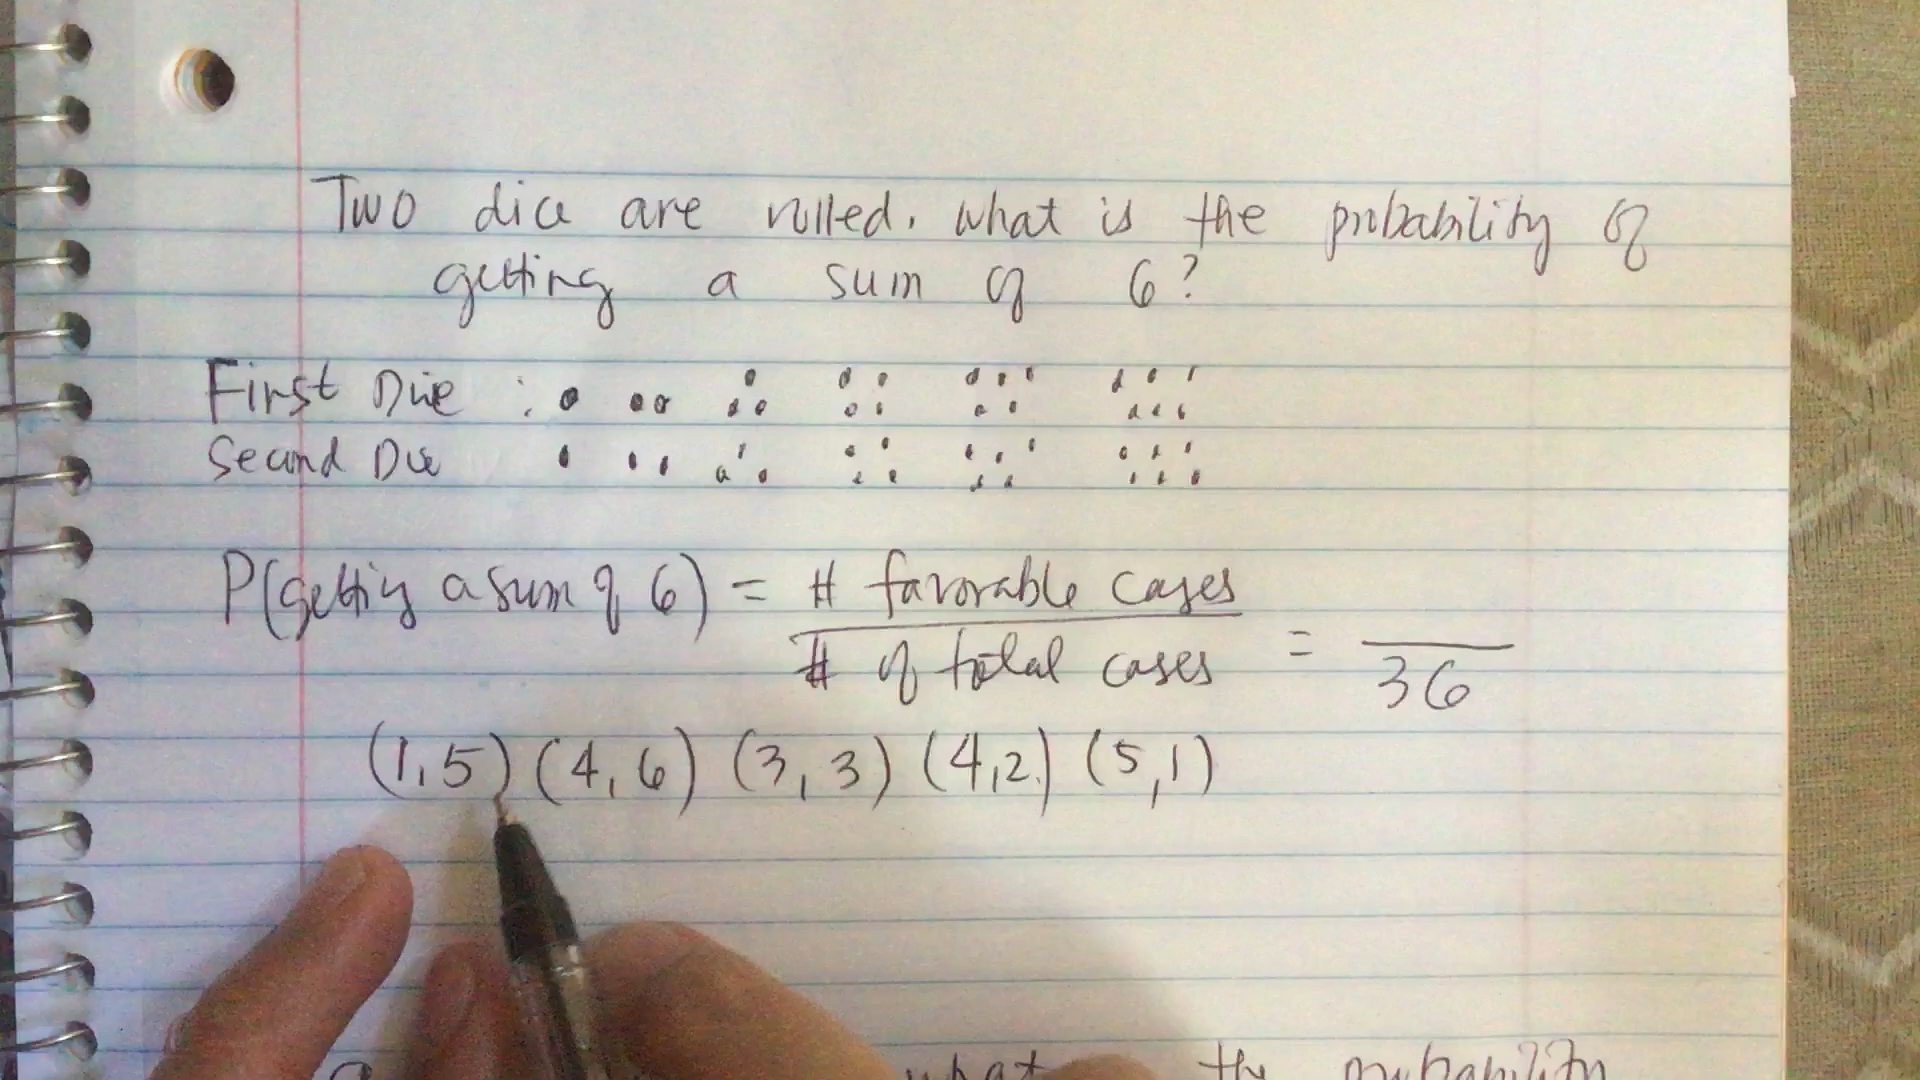 Two dice are rolled. what is the probability of
getting a sum of 6?
First Die :
Second Die
P(getting a sum of 6) = # favorable cases / # of total cases = / 36
(1,5) (4,6) (3,3) (4,2) (5,1)
what the probability